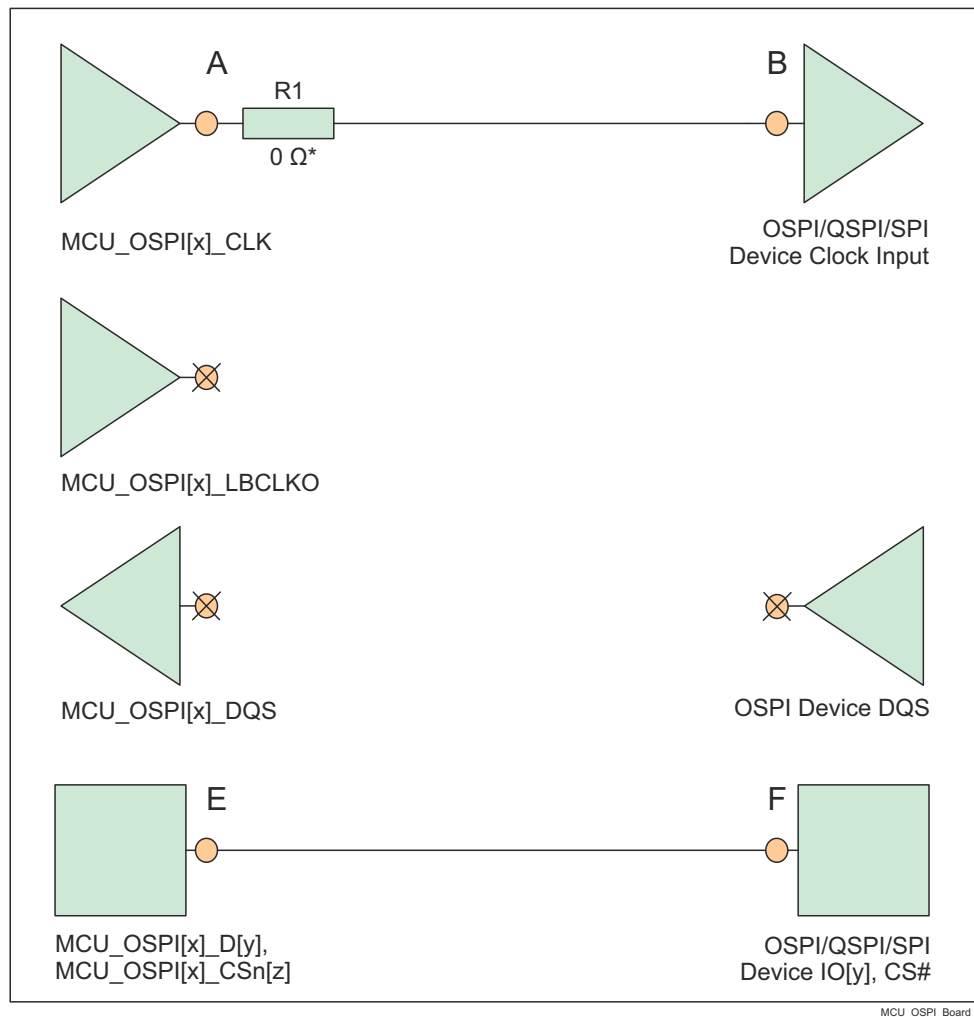 A
B
R1
0 Ω*
MCU_OSPI[x]_CLK
OSPI/QSPI/SPI
Device Clock Input
MCU_OSPI[x]_LBCLKO
MCU_OSPI[x]_DQS
OSPI Device DQS
E
F
MCU_OSPI[x]_D[y],
MCU_OSPI[x]_CSn[z]
OSPI/QSPI/SPI
Device IO[y], CS#
MCU_OSPI_Board